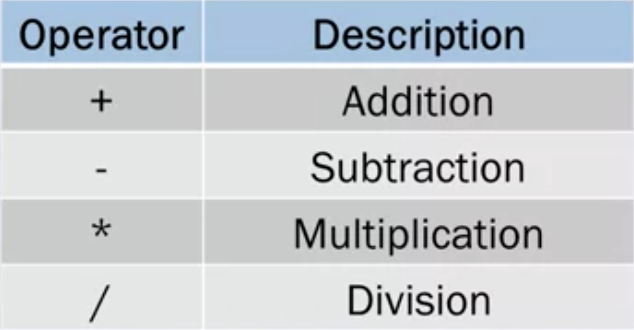 Operator Description
+ Addition
- Subtraction
* Multiplication
/ Division